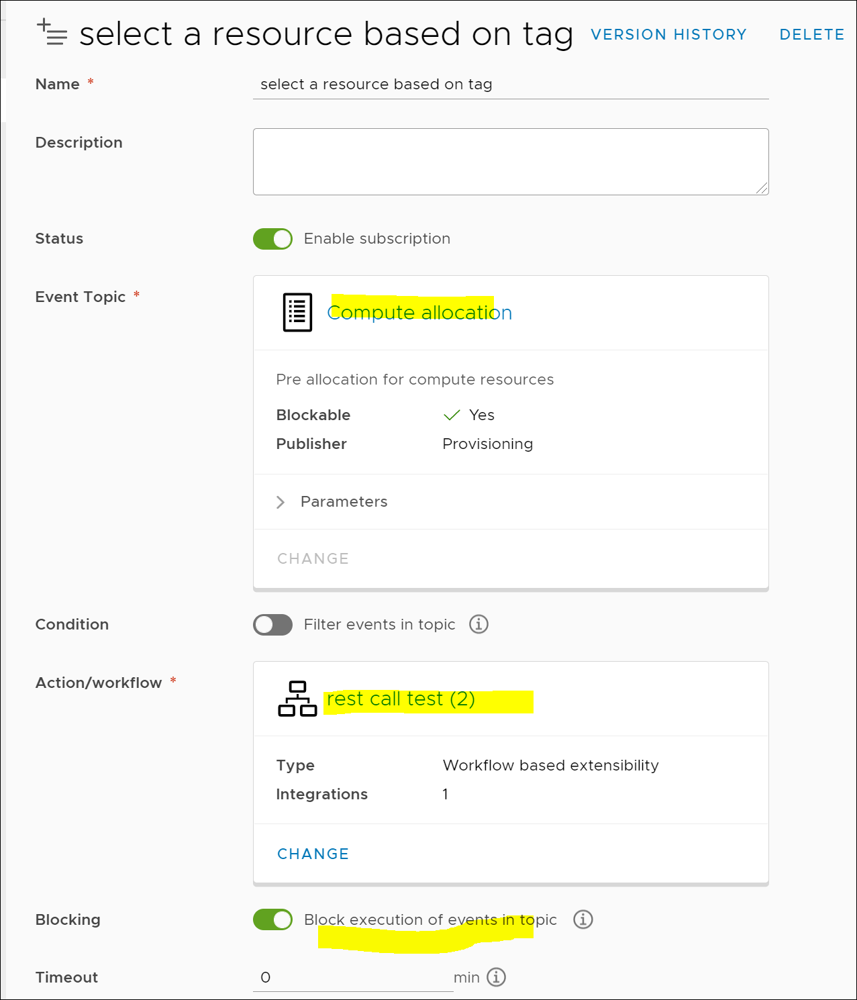 select a resource based on tag VERSION HISTORY DELETE
Name * select a resource based on tag
Description
Status Enable subscription
Event Topic * Compute allocation
Pre allocation for compute resources
Blockable Yes
Publisher Provisioning
Parameters
CHANGE
Condition Filter events in topic
Action/workflow * rest call test (2)
Type Workflow based extensibility
Integrations 1
CHANGE
Blocking Block execution of events in topic
Timeout 0 min